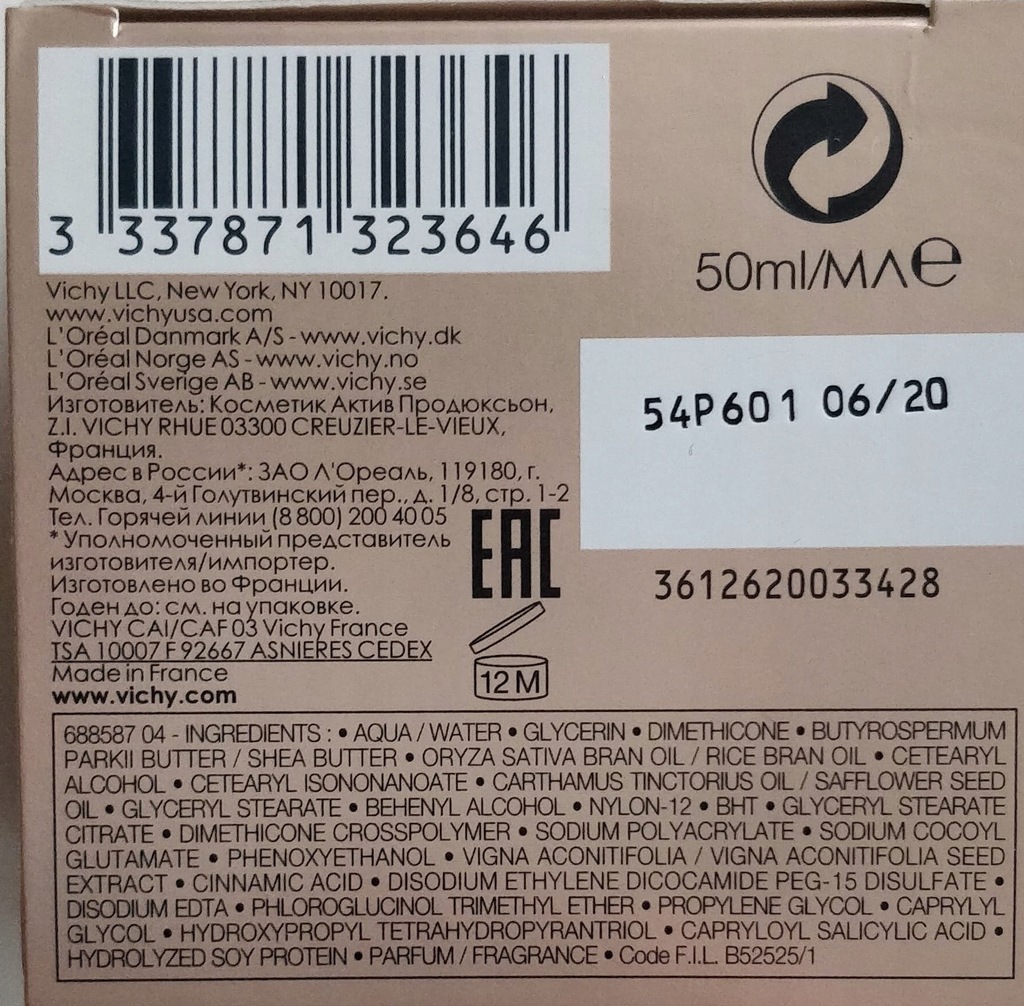 3 337871 323646
50ml/МЛ e
Vichy LLC, New York, NY 10017.
www.vichyusa.com
L'Oréal Danmark A/S - www.vichy.dk
L'Oréal Norge AS - www.vichy.no
L'Oréal Sverige AB - www.vichy.se
Изготовитель: Косметик Актив Продюксьон,
Z.I. VICHY RHUE 03300 CREUZIER-LE-VIEUX,
Франция.
Адрес в России*: ЗАО Л'Ореаль, 119180, г.
Москва, 4-й Голутвинский пер., д. 1/8, стр. 1-2
Тел. Горячей линии (8 800) 200 40 05
* Уполномоченный представитель
изготовителя/импортер.
Изготовлено во Франции.
Годен до: см. на упаковке.
VICHY CAI/CAF 03 Vichy France
TSA 10007 F 92667 ASNIERES CEDEX
Made in France
www.vichy.com
EAC
12 M
54P601 06/20
3612620033428
688587 04 - INGREDIENTS : • AQUA / WATER • GLYCERIN • DIMETHICONE • BUTYROSPERMUM
PARKII BUTTER / SHEA BUTTER • ORYZA SATIVA BRAN OIL / RICE BRAN OIL • CETEARYL
ALCOHOL • CETEARYL ISONONANOATE • CARTHAMUS TINCTORIUS OIL / SAFFLOWER SEED
OIL • GLYCERYL STEARATE • BEHENYL ALCOHOL • NYLON-12 • BHT • GLYCERYL STEARATE
CITRATE • DIMETHICONE CROSSPOLYMER • SODIUM POLYACRYLATE • SODIUM COCOYL
GLUTAMATE • PHENOXYETHANOL • VIGNA ACONITIFOLIA / VIGNA ACONITIFOLIA SEED
EXTRACT • CINNAMIC ACID • DISODIUM ETHYLENE DICOCAMIDE PEG-15 DISULFATE •
DISODIUM EDTA • PHLOROGLUCINOL TRIMETHYL ETHER • PROPYLENE GLYCOL • CAPRYLYL
GLYCOL • HYDROXYPROPYL TETRAHYDROPYRANTRIOL • CAPRYLOYL SALICYLIC ACID •
HYDROLYZED SOY PROTEIN • PARFUM / FRAGRANCE • Code F.I.L. B52525/1